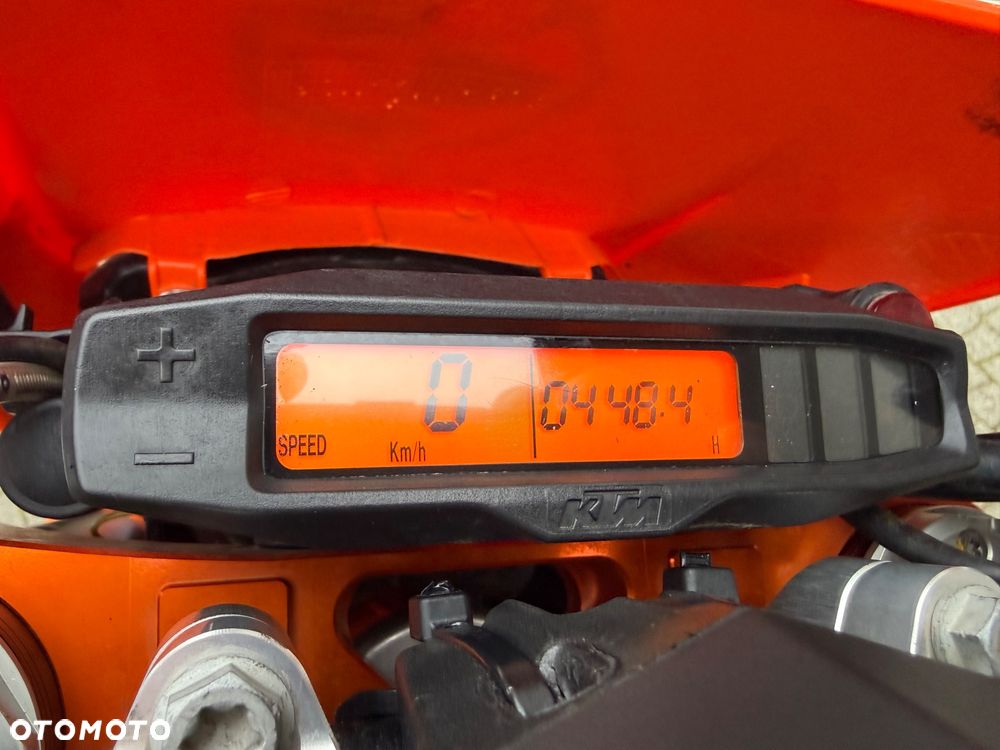 0
0448.4
SPEED
Km/h
H
KTM
OTOMOTO